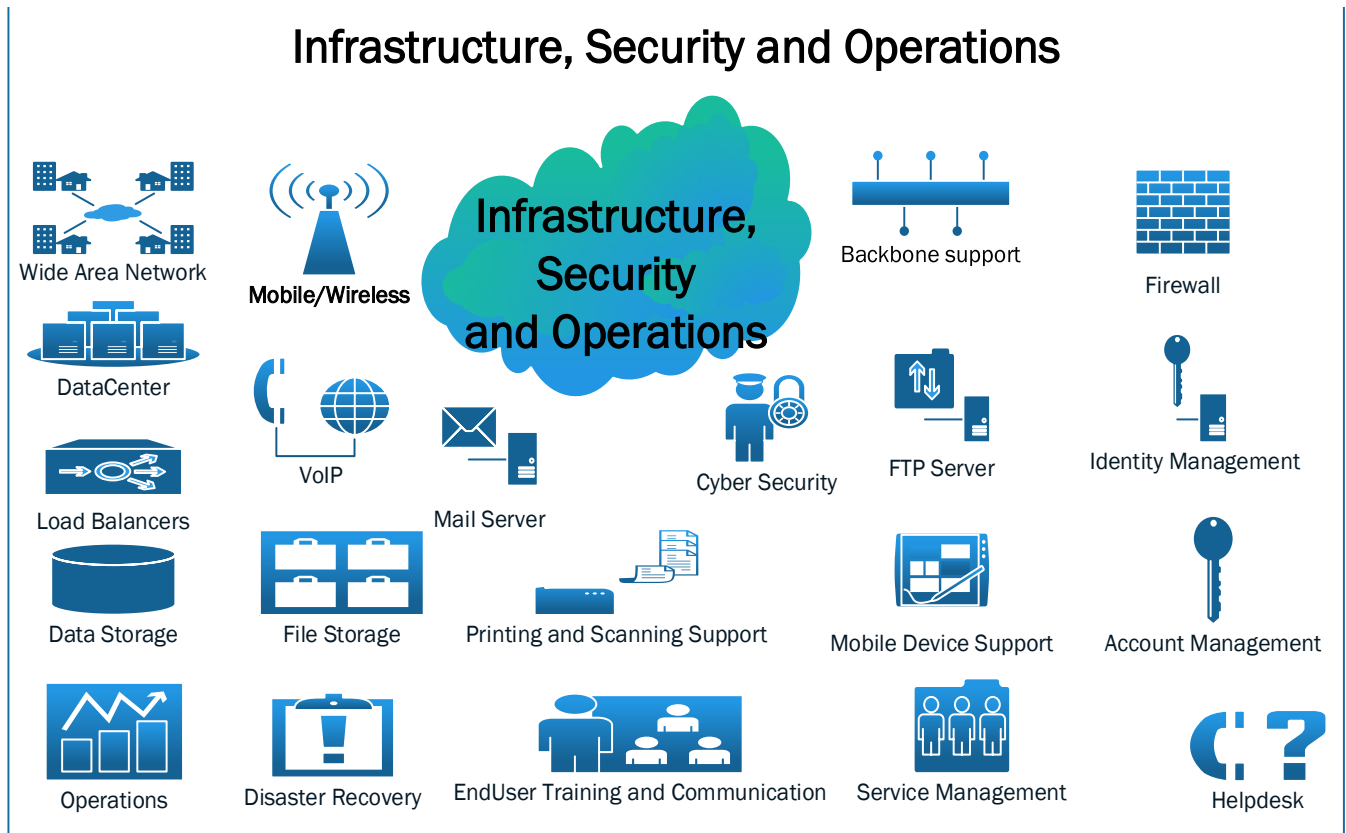 Infrastructure, Security and Operations
Infrastructure,
Security
and Operations
Wide Area Network
Mobile/Wireless
Backbone support
Firewall
DataCenter
VoIP
Mail Server
Cyber Security
FTP Server
Identity Management
Load Balancers
Data Storage
File Storage
Printing and Scanning Support
Mobile Device Support
Account Management
Operations
Disaster Recovery
EndUser Training and Communication
Service Management
Helpdesk